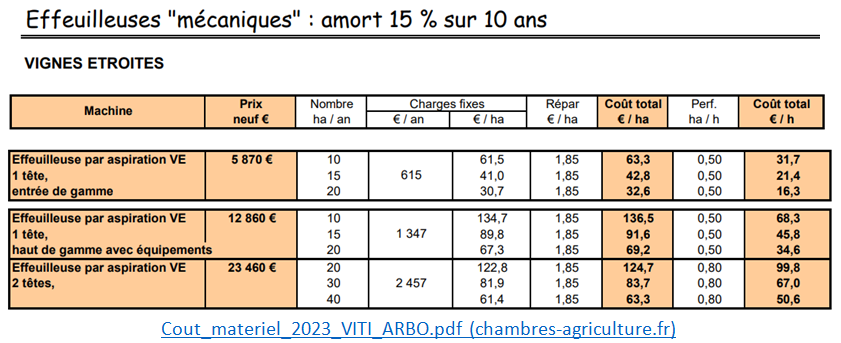 Effeuilleuses "mécaniques" : amort 15 % sur 10 ans
VIGNES ETROITES
Machine Prix neuf € Nombre ha / an Charges fixes € / an € / ha Répar € / ha Coût total € / ha Perf. ha / h Coût total € / h
Effeuilleuse par aspiration VE 5 870 € 10 61,5 1,85 63,3 0,50 31,7
1 tête, 15 615 41,0 1,85 42,8 0,50 21,4
entrée de gamme 20 30,7 1,85 32,6 0,50 16,3
Effeuilleuse par aspiration VE 12 860 € 10 134,7 1,85 136,5 0,50 68,3
1 tête, 15 1 347 89,8 1,85 91,6 0,50 45,8
haut de gamme avec équipements 20 67,3 1,85 69,2 0,50 34,6
Effeuilleuse par aspiration VE 23 460 € 20 122,8 1,85 124,7 0,80 99,8
2 têtes, 30 2 457 81,9 1,85 83,7 0,80 67,0
40 61,4 1,85 63,3 0,80 50,6
Cout_materiel_2023_VITI_ARBO.pdf (chambres-agriculture.fr)